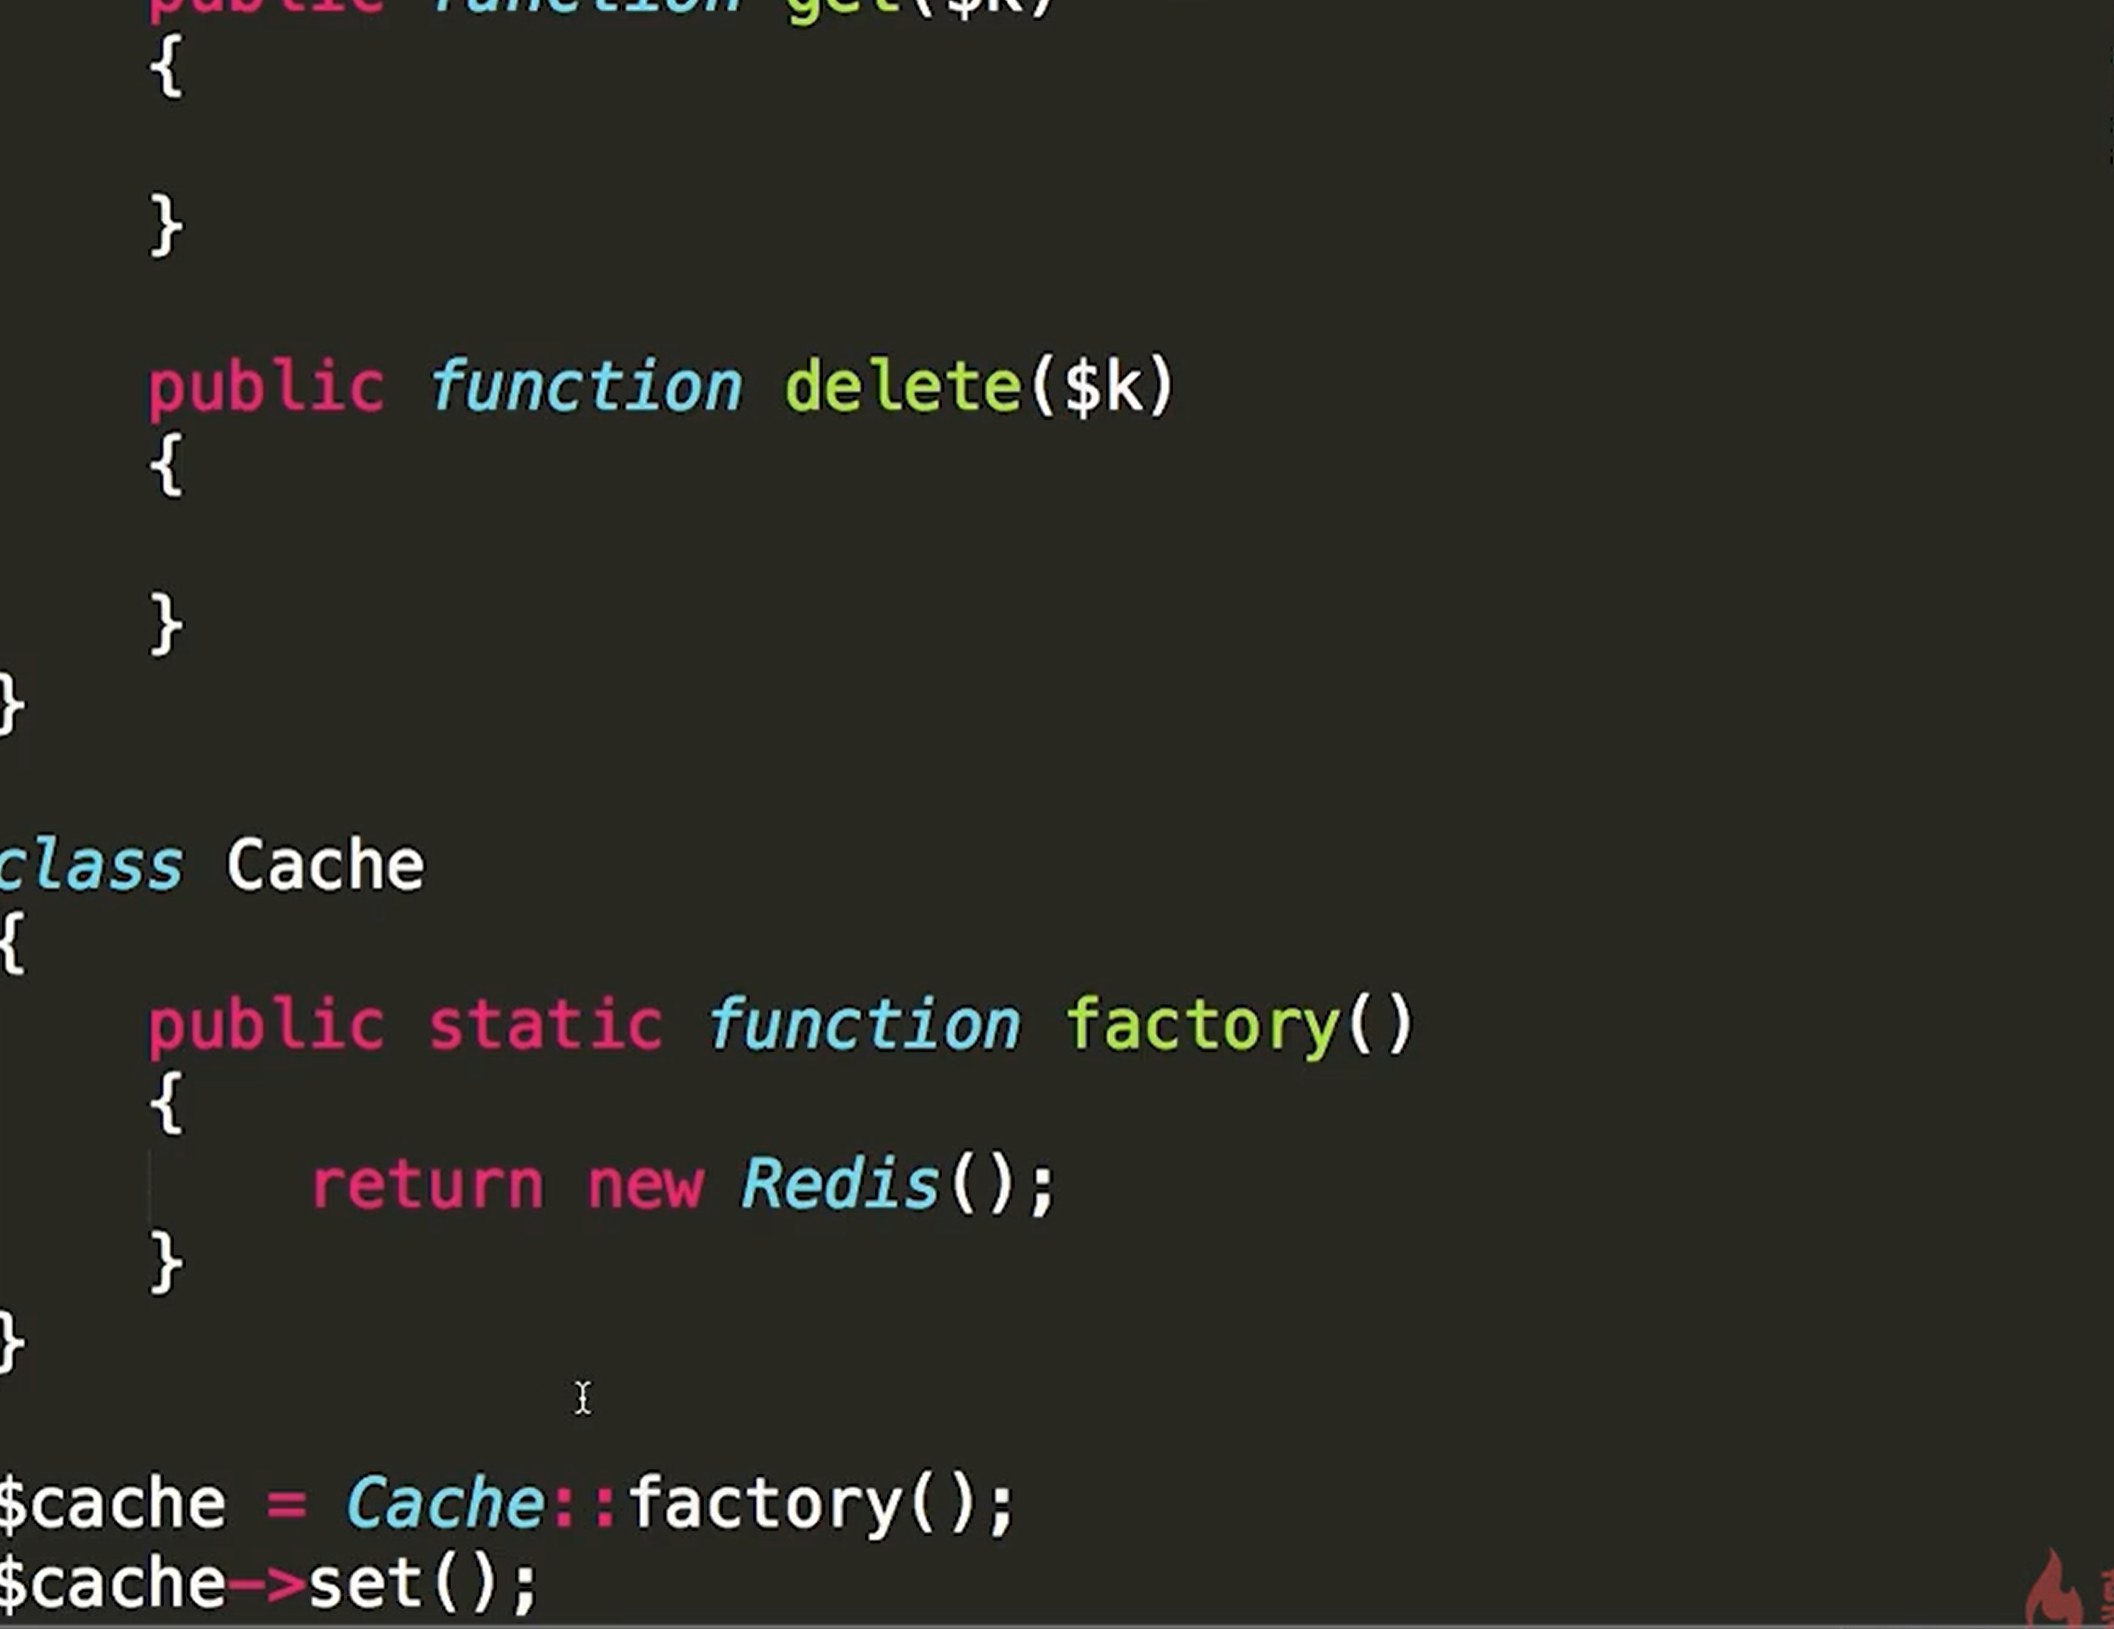 public function get($k)
{
}
public function delete($k)
{
}
}
class Cache
{
public static function factory()
{
return new Redis();
}
}
$cache = Cache::factory();
$cache->set();